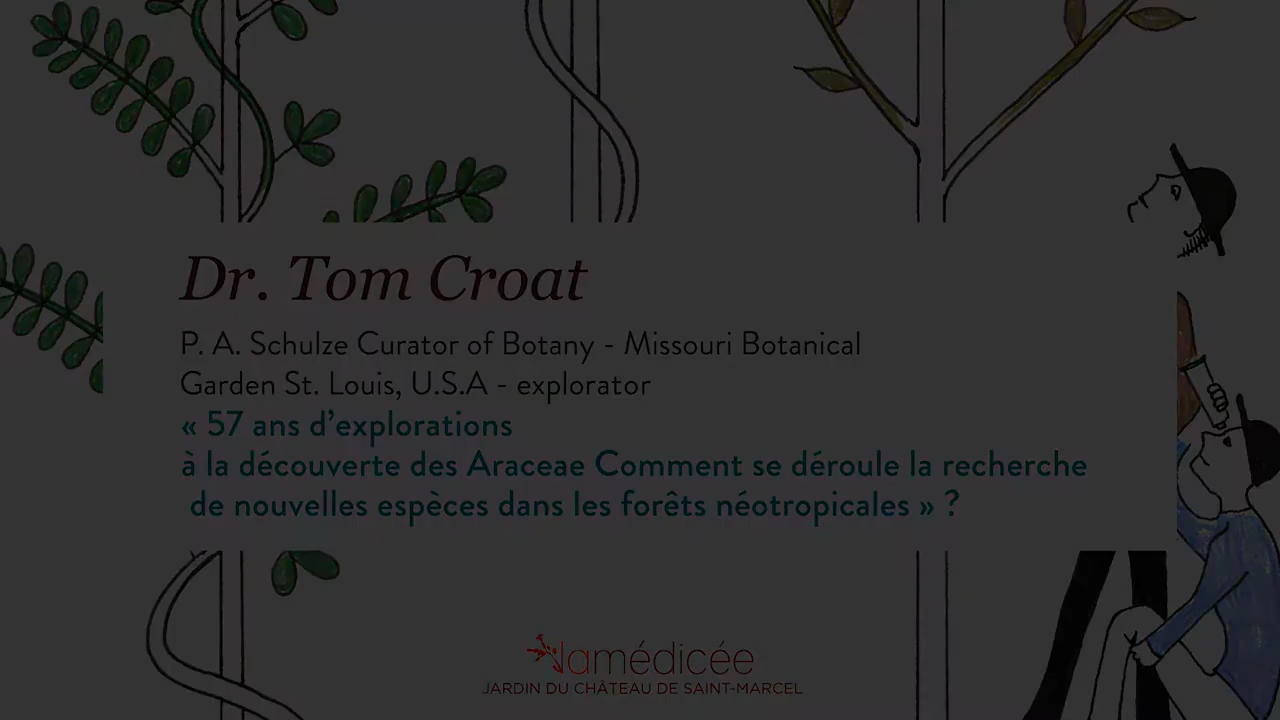 Dr. Tom Croat
P. A. Schulze Curator of Botany - Missouri Botanical
Garden St. Louis, U.S.A - explorator
« 57 ans d’explorations
à la découverte des Araceae Comment se déroule la recherche
de nouvelles espèces dans les forêts néotropicales » ?
lamédicée
JARDIN DU CHÂTEAU DE SAINT-MARCEL